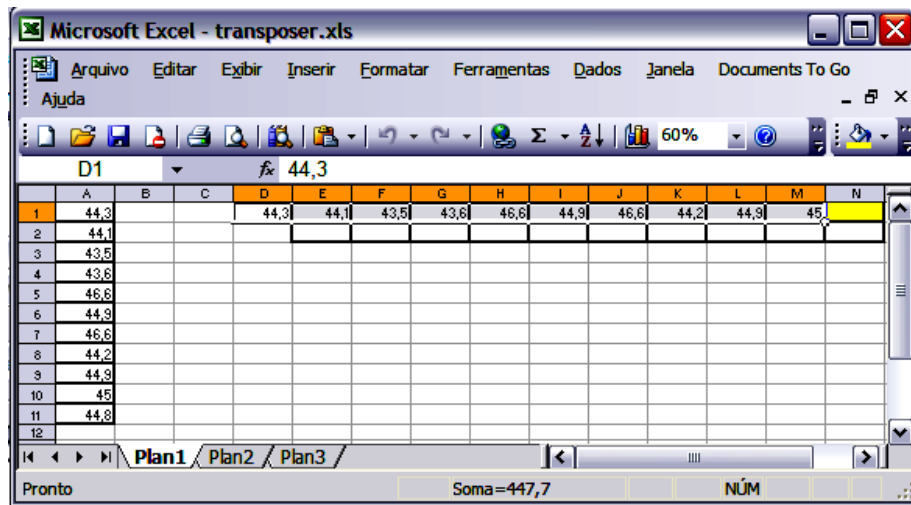 Microsoft Excel - transposer.xls
Arquivo Editar Exibir Inserir Formatar Ferramentas Dados Janela Documents To Go
Ajuda
Σ A Z 60%
D1 fx 44,3
A B C D E F G H I J K L M N
1 44,3 44,3 44,1 43,5 43,6 46,6 44,9 46,6 44,2 44,9 45
2 44,1
3 43,5
4 43,6
5 46,6
6 44,9
7 46,6
8 44,2
9 44,9
10 45
11 44,8
12
Plan1 Plan2 Plan3
Pronto Soma=447,7 NÚM